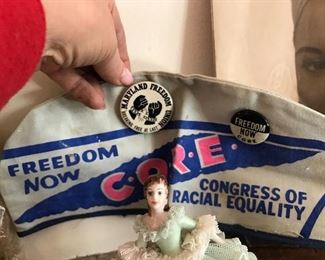 MARYLAND FREEDOM
FREEDOM
NOW
CORE
FREEDOM
NOW
C·O·R·E·
CONGRESS OF
RACIAL EQUALITY